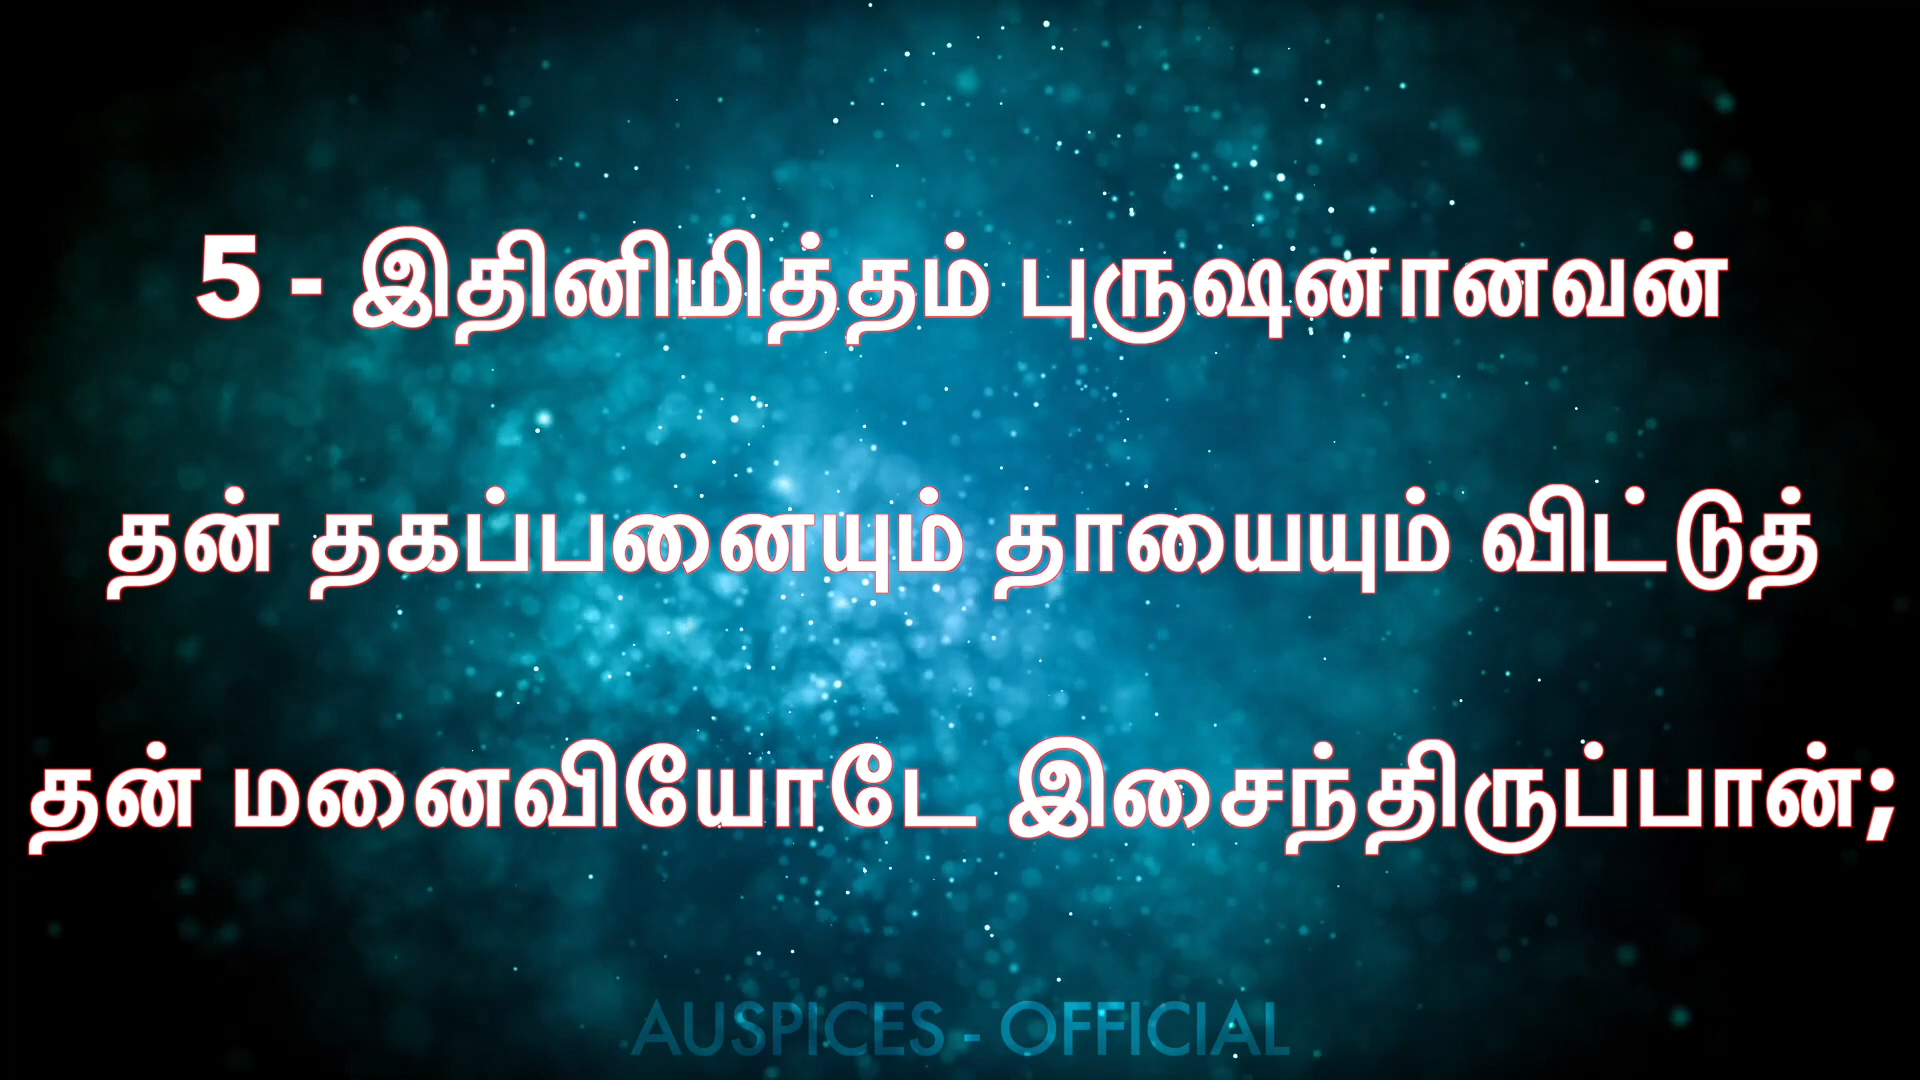 5 - இதினிமித்தம் புருஷனானவன்
தன் தகப்பனையும் தாயையும் விட்டுத்
தன் மனைவியோடே இசைந்திருப்பான்;
AUSPICES - OFFICIAL